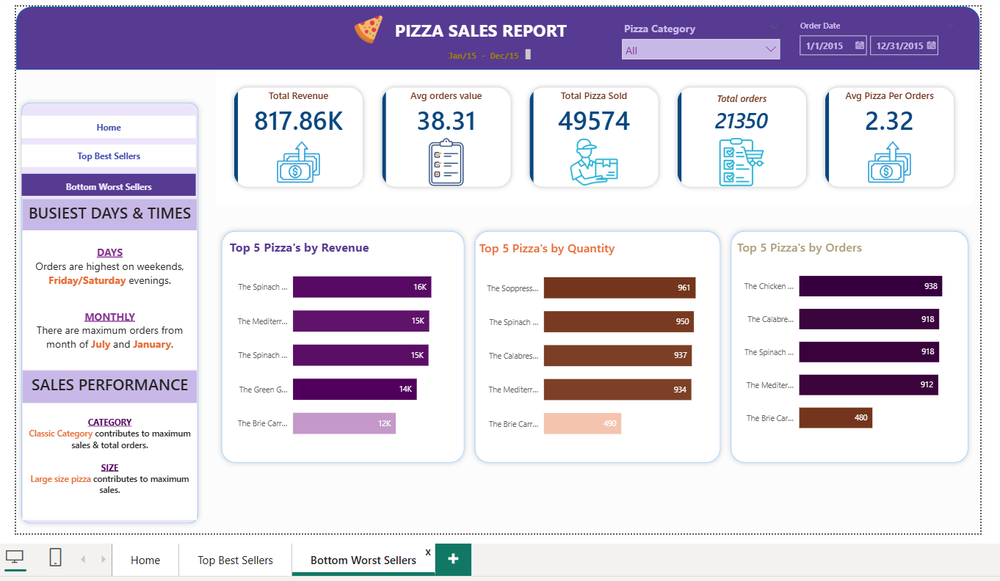 PIZZA SALES REPORT
Jan/15 - Dec/15
Pizza Category
All
Order Date
1/1/2015
12/31/2015
Home
Top Best Sellers
Bottom Worst Sellers
BUSIEST DAYS & TIMES
DAYS
Orders are highest on weekends,
Friday/Saturday evenings.
MONTHLY
There are maximum orders from
month of July and January.
SALES PERFORMANCE
CATEGORY
Classic Category contributes to maximum
sales & total orders.
SIZE
Large size pizza contributes to maximum
sales.
Total Revenue
817.86K
Avg orders value
38.31
Total Pizza Sold
49574
Total orders
21350
Avg Pizza Per Orders
2.32
Top 5 Pizza's by Revenue
The Spinach ... 16K
The Mediterr... 15K
The Spinach ... 15K
The Green G... 14K
The Brie Carr... 12K
Top 5 Pizza's by Quantity
The Soppress... 961
The Spinach ... 950
The Calabres... 937
The Mediterr... 934
The Brie Carr... 490
Top 5 Pizza's by Orders
The Chicken ... 938
The Calabre... 918
The Spinach ... 918
The Mediter... 912
The Brie Car... 480
Home
Top Best Sellers
Bottom Worst Sellers
x
+